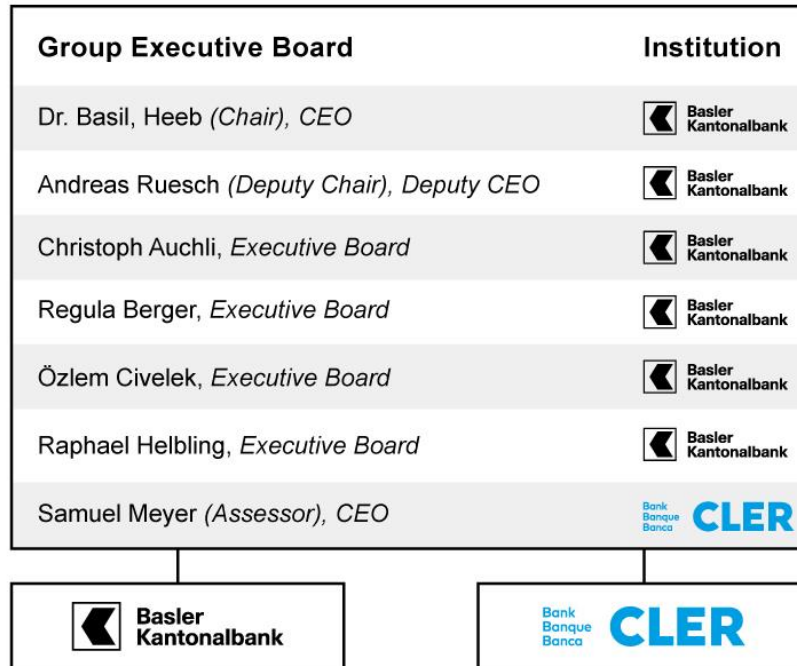 Group Executive Board Institution
Dr. Basil, Heeb (Chair), CEO Basler Kantonalbank
Andreas Ruesch (Deputy Chair), Deputy CEO Basler Kantonalbank
Christoph Auchli, Executive Board Basler Kantonalbank
Regula Berger, Executive Board Basler Kantonalbank
Özlem Civelek, Executive Board Basler Kantonalbank
Raphael Helbling, Executive Board Basler Kantonalbank
Samuel Meyer (Assessor), CEO Bank Banque Banca CLER
Basler
Kantonalbank
Bank
Banque
Banca
CLER